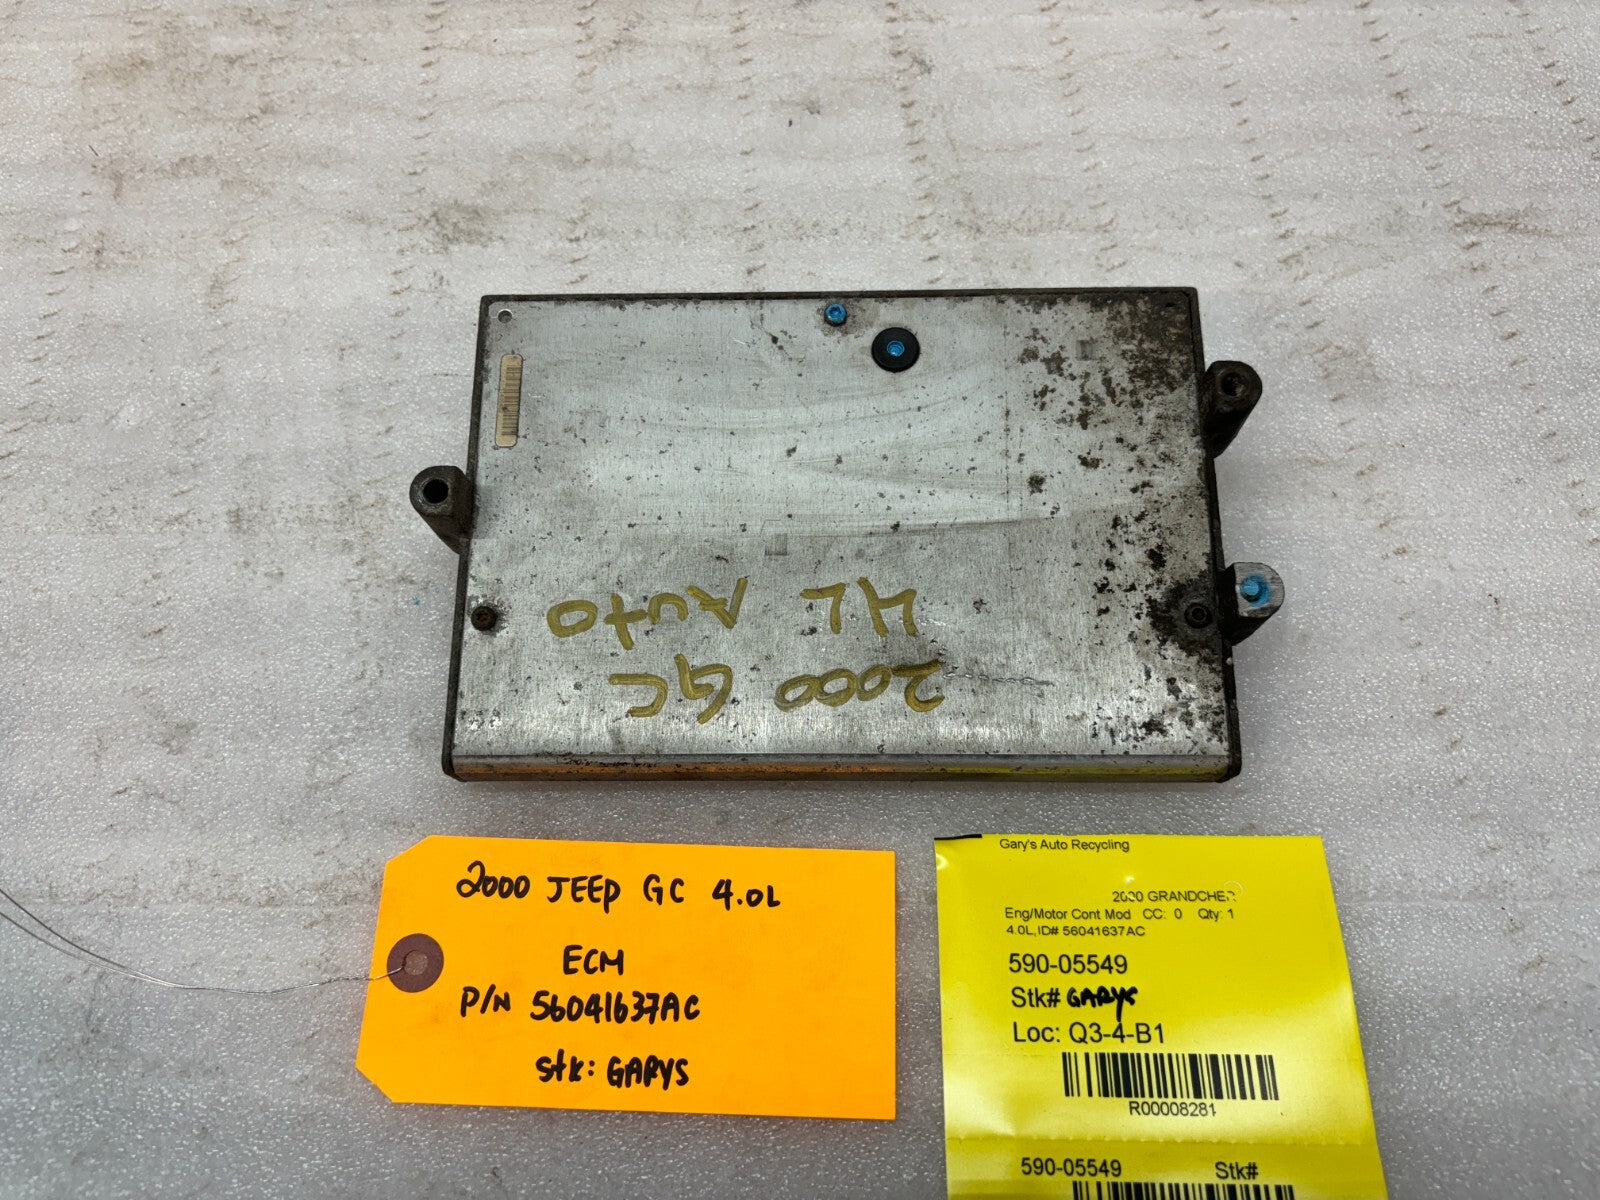 2000 GC
4L AUTO
2000 JEEP GC 4.0L
ECM
P/N 56041637AC
Stk: GARYS
Gary's Auto Recycling
2000 GRANDCHER
Eng/Motor Cont Mod CC: 0 Qty: 1
4.0L,ID# 56041637AC
590-05549
Stk# GARYS
Loc: Q3-4-B1
R00008281
590-05549 Stk#